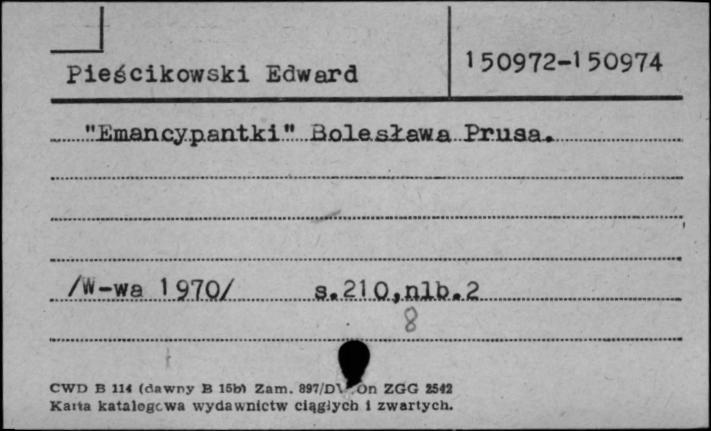 Pieścikowski Edward 150972-150974
"Emancypantki" Bolesława Prusa.
/W-wa 1970/ s.210,nlb.2
8
CWD B 114 (dawny B 15b) Zam. 897/ ZGG 2542
Karta katalogowa wydawnictw ciągłych i zwartych.